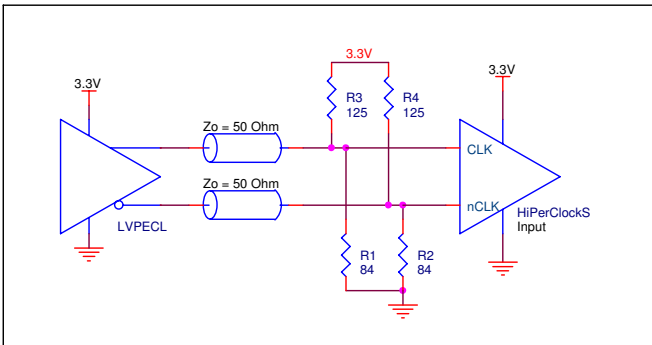 3.3V
3.3V
3.3V
R3
125
R4
125
Zo = 50 Ohm
CLK
Zo = 50 Ohm
nCLK
LVPECL
HiPerClockS
Input
R1
84
R2
84